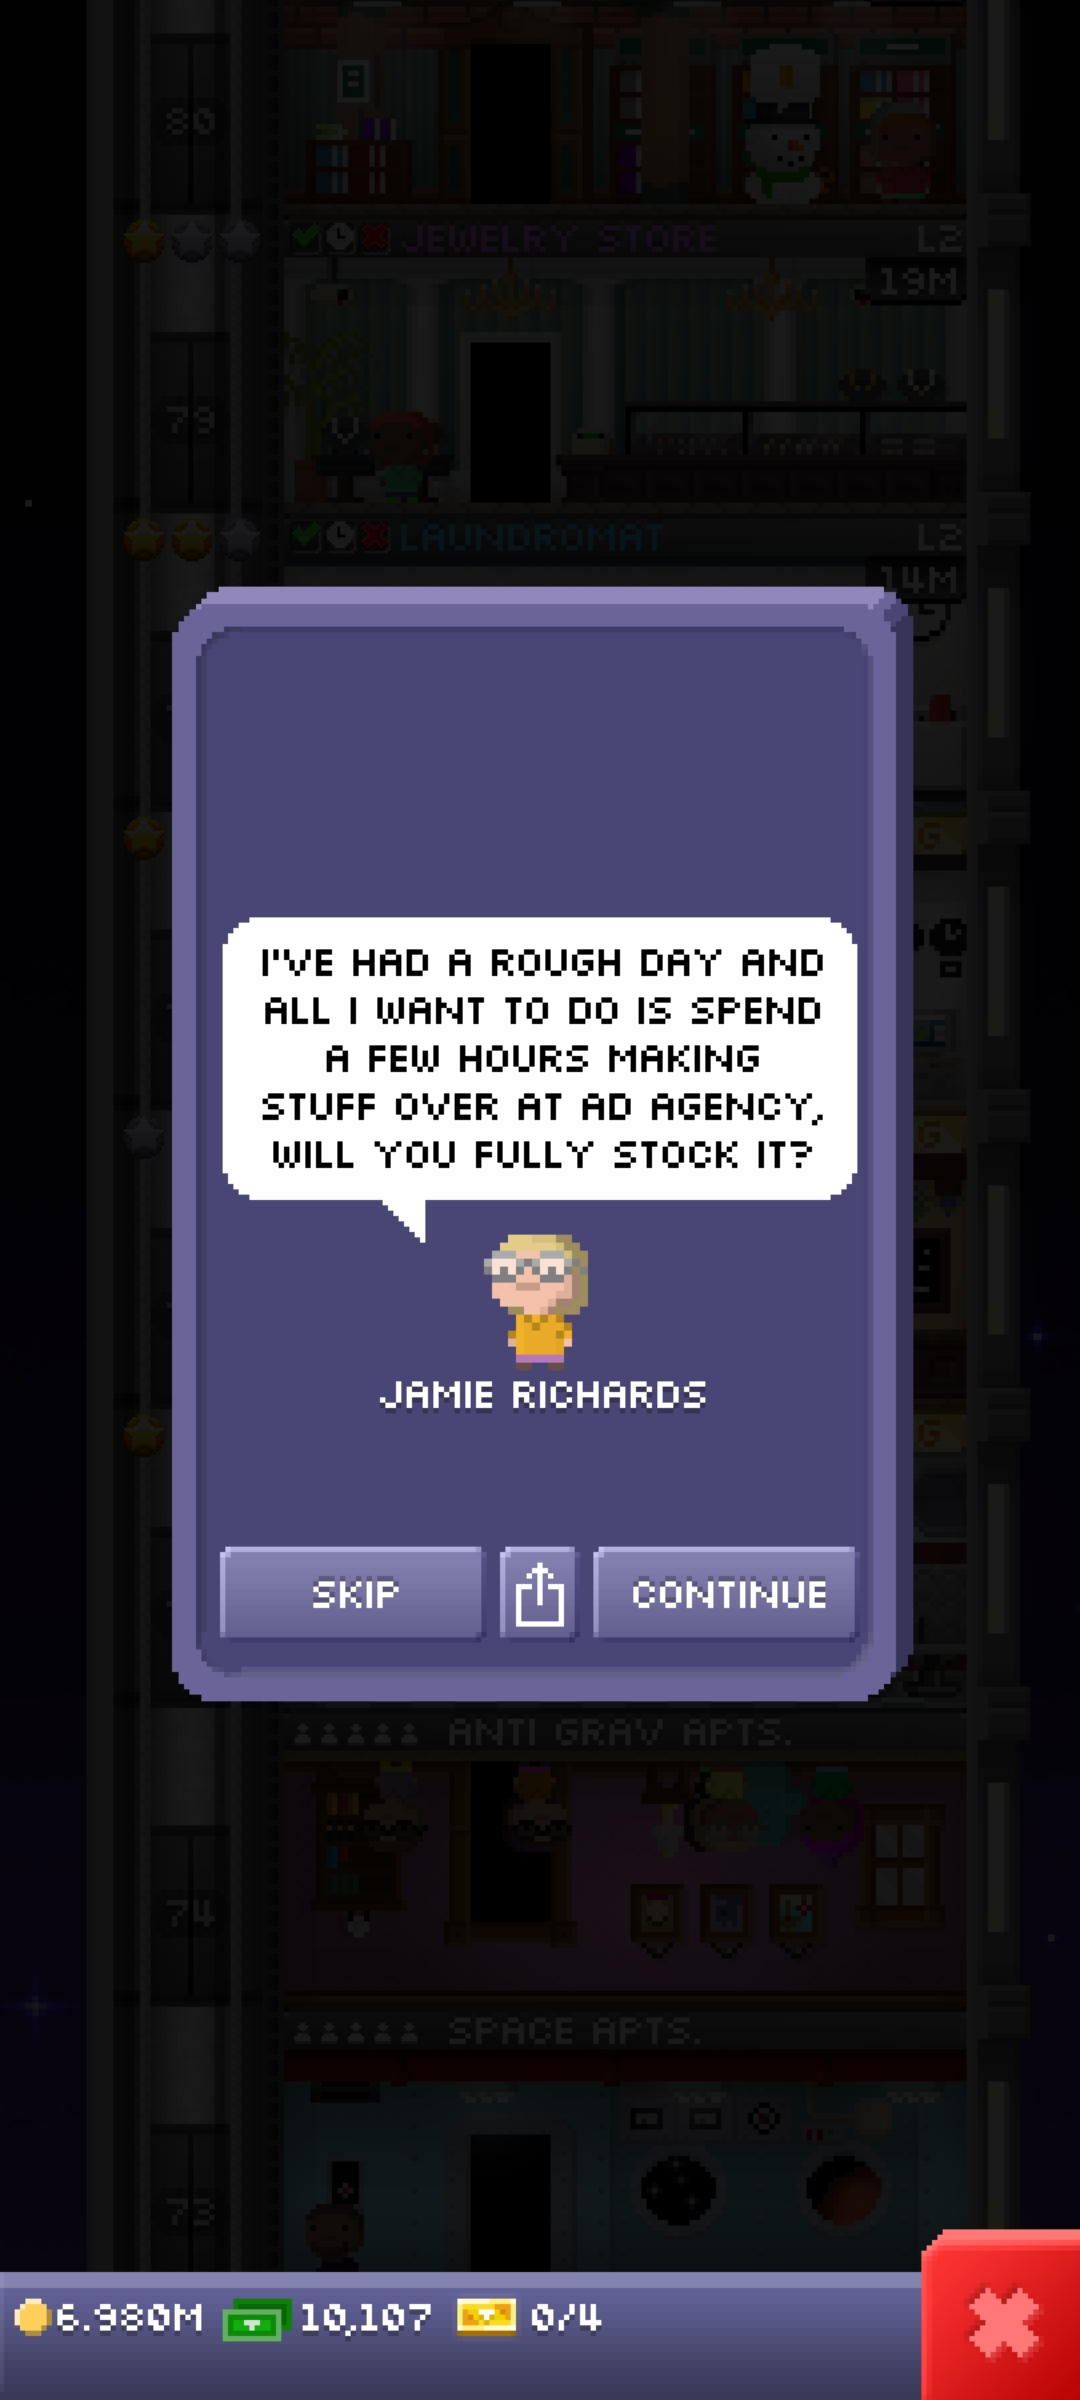 80
JEWELRY STORE
L2
19M
79
LAUNDROMAT
L2
14M
G
I'VE HAD A ROUGH DAY AND
ALL I WANT TO DO IS SPEND
A FEW HOURS MAKING
STUFF OVER AT AD AGENCY,
WILL YOU FULLY STOCK IT?
G
JAMIE RICHARDS
G
SKIP
CONTINUE
ANTI GRAV APTS.
74
SPACE APTS.
73
6.980M
10,107
0/4